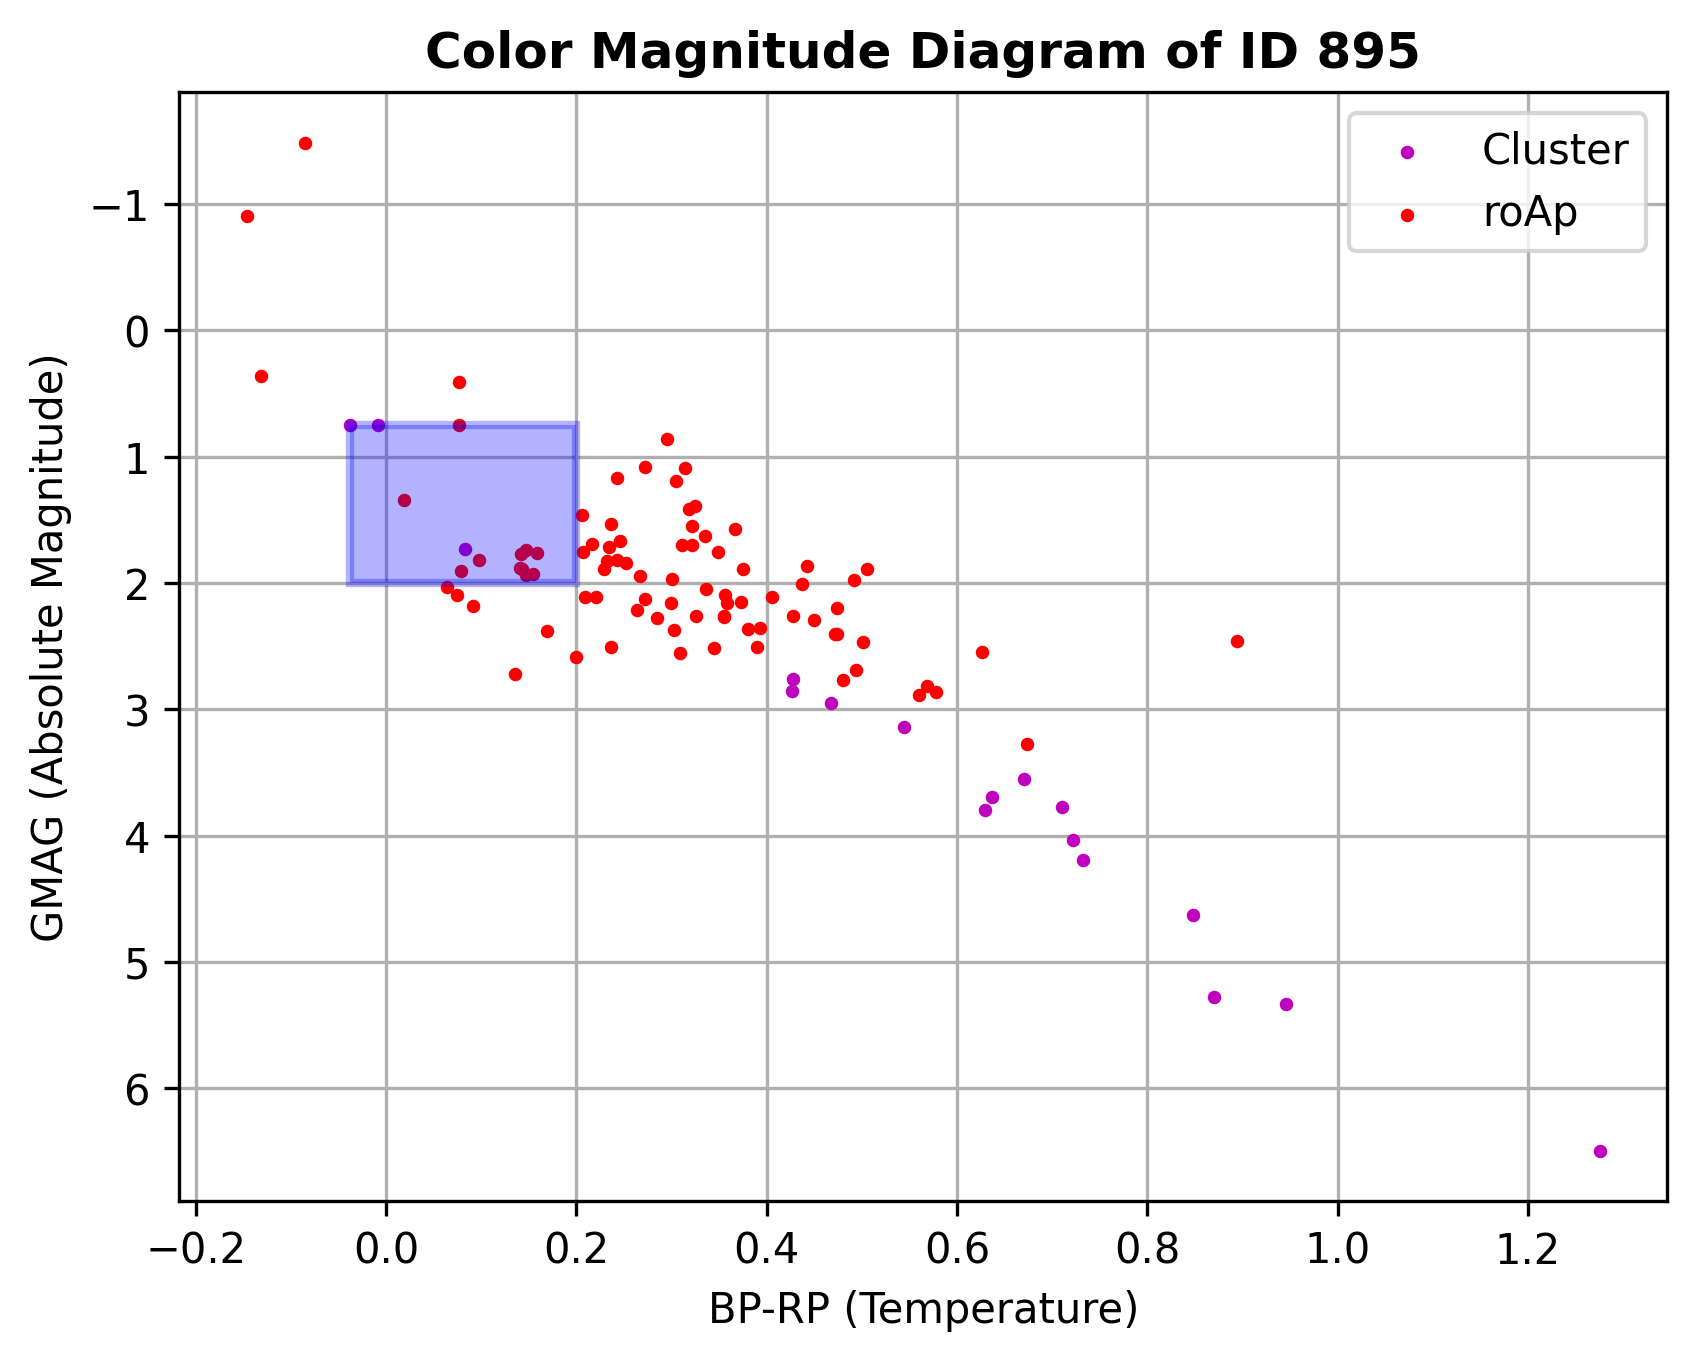 Color Magnitude Diagram of ID 895
Cluster
roAp
GMAG (Absolute Magnitude)
−1
0
1
2
3
4
5
6
−0.2 0.0 0.2 0.4 0.6 0.8 1.0 1.2
BP-RP (Temperature)